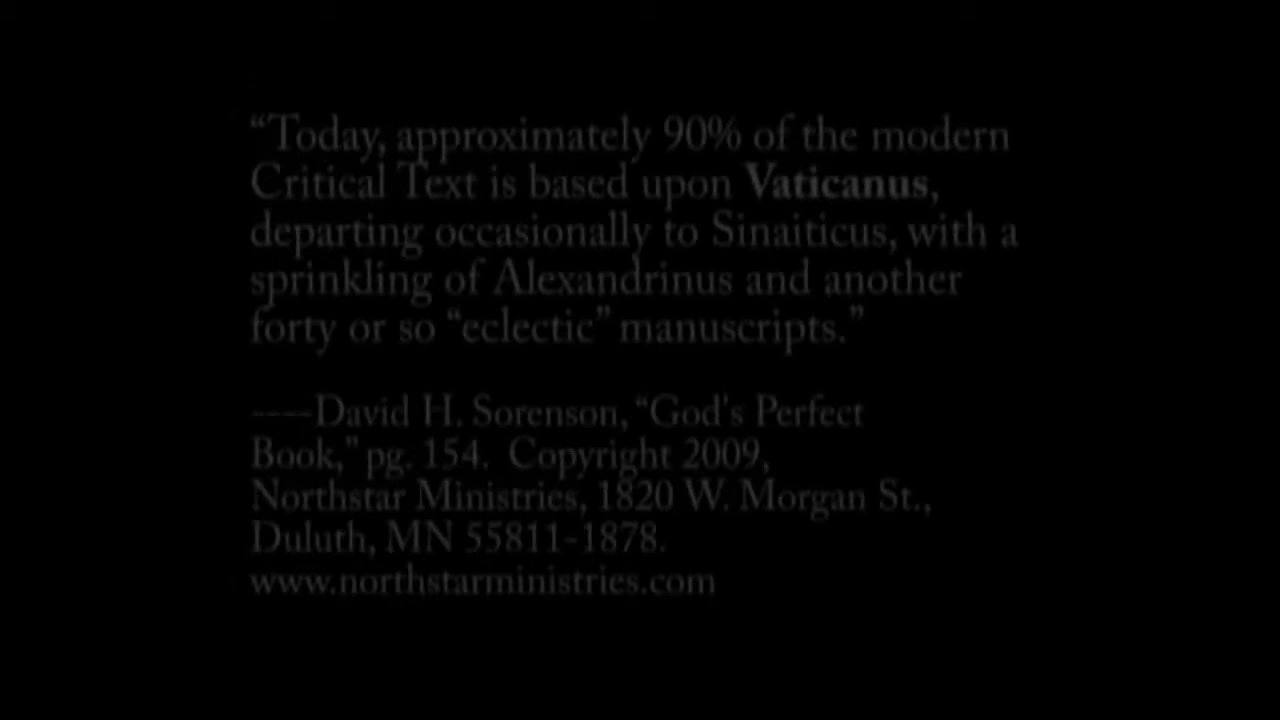 “Today, approximately 90% of the modern
Critical Text is based upon Vaticanus,
departing occasionally to Sinaiticus, with a
sprinkling of Alexandrinus and another
forty or so “eclectic” manuscripts.”
----David H. Sorenson, “God's Perfect
Book,” pg. 154. Copyright 2009,
Northstar Ministries, 1820 W. Morgan St.,
Duluth, MN 55811-1878.
www.northstarministries.com